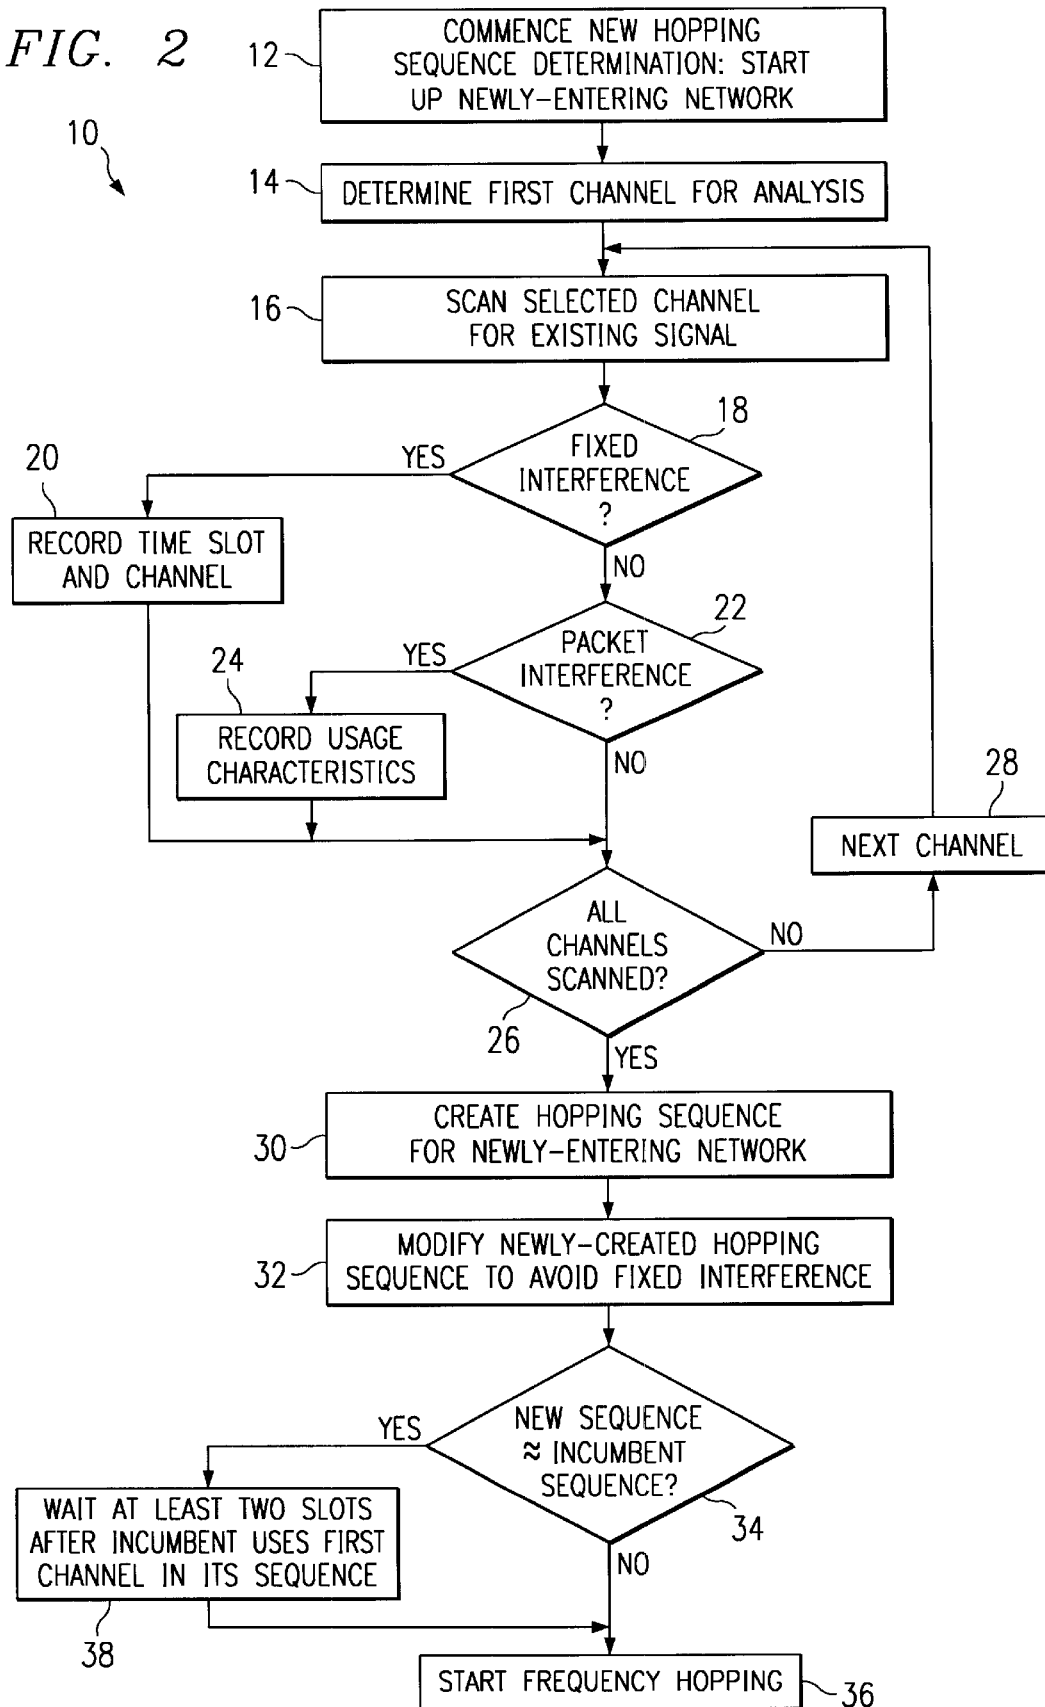 FIG. 2
10
12
COMMENCE NEW HOPPING
SEQUENCE DETERMINATION: START
UP NEWLY-ENTERING NETWORK
14
DETERMINE FIRST CHANNEL FOR ANALYSIS
16
SCAN SELECTED CHANNEL
FOR EXISTING SIGNAL
18
FIXED
INTERFERENCE
?
YES
NO
20
RECORD TIME SLOT
AND CHANNEL
22
PACKET
INTERFERENCE
?
YES
NO
24
RECORD USAGE
CHARACTERISTICS
28
NEXT CHANNEL
ALL
CHANNELS
SCANNED?
NO
26
YES
30
CREATE HOPPING SEQUENCE
FOR NEWLY-ENTERING NETWORK
32
MODIFY NEWLY-CREATED HOPPING
SEQUENCE TO AVOID FIXED INTERFERENCE
NEW SEQUENCE
≈ INCUMBENT
SEQUENCE?
34
YES
NO
WAIT AT LEAST TWO SLOTS
AFTER INCUMBENT USES FIRST
CHANNEL IN ITS SEQUENCE
38
START FREQUENCY HOPPING
36